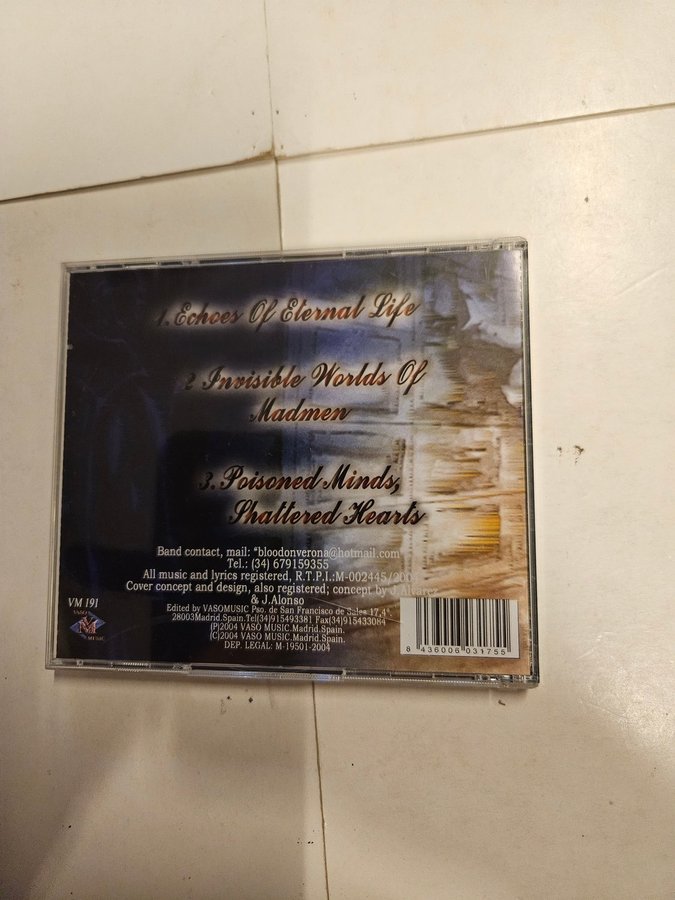 1. Echoes Of Eternal Life
2 Invisible Worlds Of
Madmen
3. Poisoned Minds,
Shattered Hearts
Band contact, mail: "bloodonverona@hotmail.com
Tel.: (34) 679159355
All music and lyrics registered, R.T.P.I.:M-002445/200
Cover concept and design, also registered; concept by J.Alvarez
& J.Alonso
Edited by VASOMUSIC Pso. de San Francisco de Sales 17,4º
28003Madrid.Spain.Tel(34)915493381 Fax(34)915433084
(P)2004 VASO MUSIC.Madrid.Spain.
(C)2004 VASO MUSIC.Madrid.Spain.
DEP. LEGAL: M-19501-2004
VM 191
VASO
VM
MUSIC
8 436006 031755